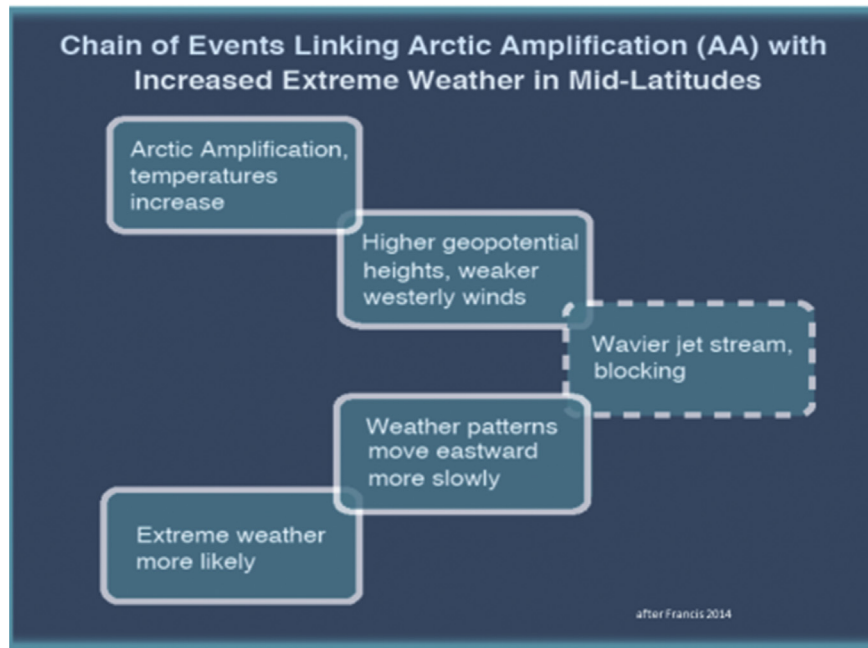 Chain of Events Linking Arctic Amplification (AA) with
Increased Extreme Weather in Mid-Latitudes
Arctic Amplification,
temperatures
increase
Higher geopotential
heights, weaker
westerly winds
Wavier jet stream,
blocking
Weather patterns
move eastward
more slowly
Extreme weather
more likely
after Francis 2014